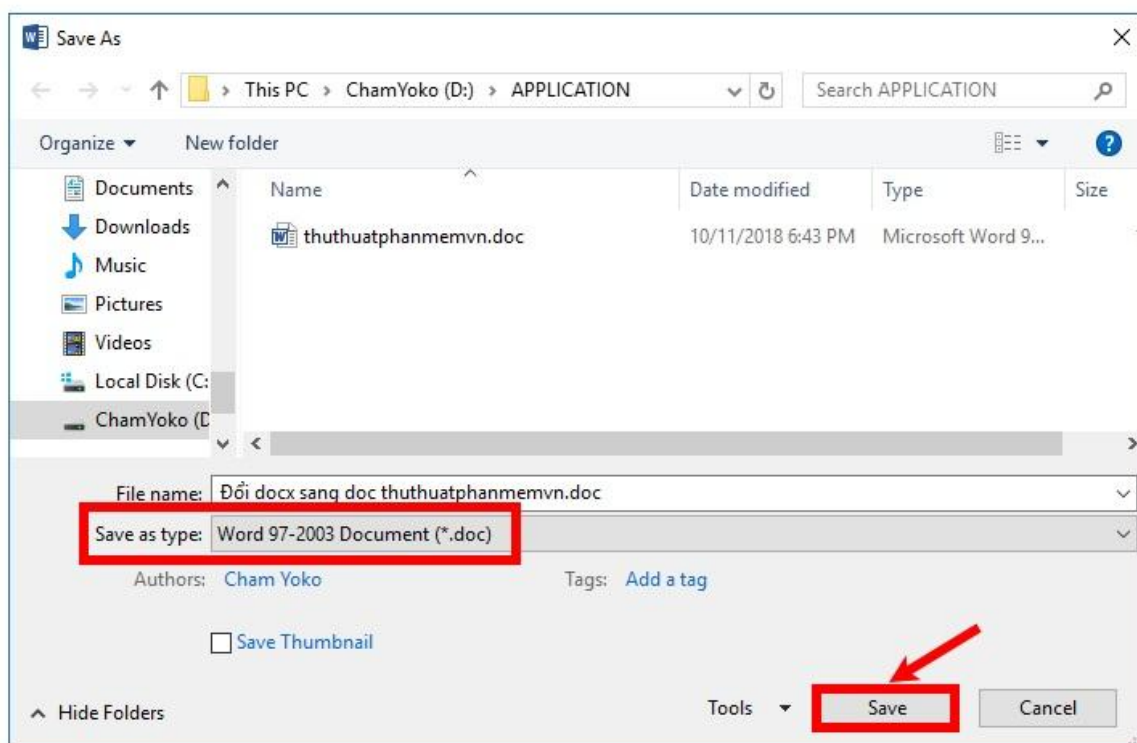 Save As
This PC > ChamYoko (D:) > APPLICATION
Search APPLICATION
Organize
New folder
Documents
Downloads
Music
Pictures
Videos
Local Disk (C:
ChamYoko (D
Name Date modified Type Size
thuthuatphanmemvn.doc 10/11/2018 6:43 PM Microsoft Word 9...
File name: Đổi docx sang doc thuthuatphanmemvn.doc
Save as type: Word 97-2003 Document (*.doc)
Authors: Cham Yoko Tags: Add a tag
Save Thumbnail
Hide Folders Tools Save Cancel